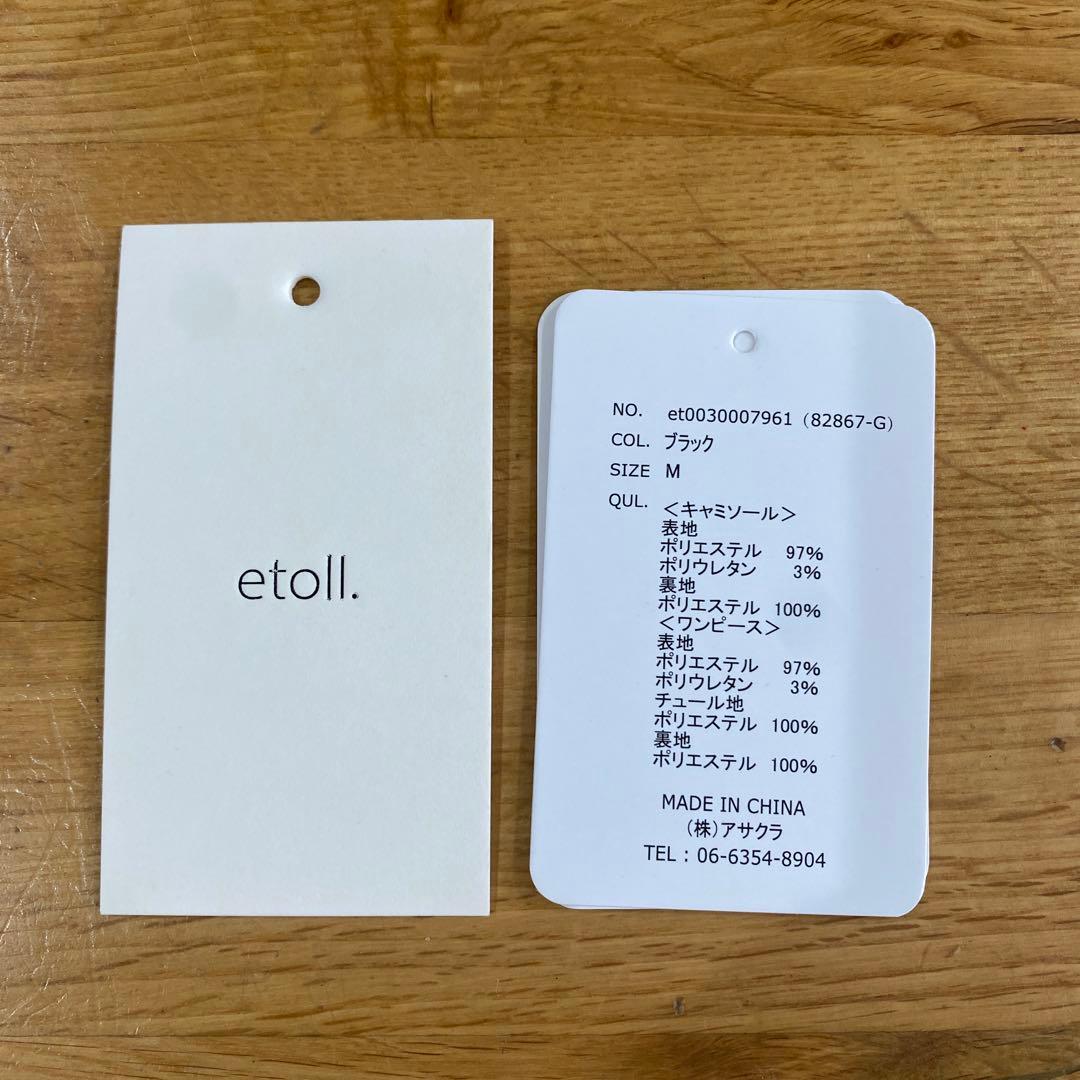 etoll.
NO. et0030007961（82867-G）
COL. ブラック
SIZE M
QUL. ＜キャミソール＞
表地
ポリエステル 97%
ポリウレタン 3%
裏地
ポリエステル 100%
＜ワンピース＞
表地
ポリエステル 97%
ポリウレタン 3%
チュール地
ポリエステル 100%
裏地
ポリエステル 100%
MADE IN CHINA
（株）アサクラ
TEL : 06-6354-8904